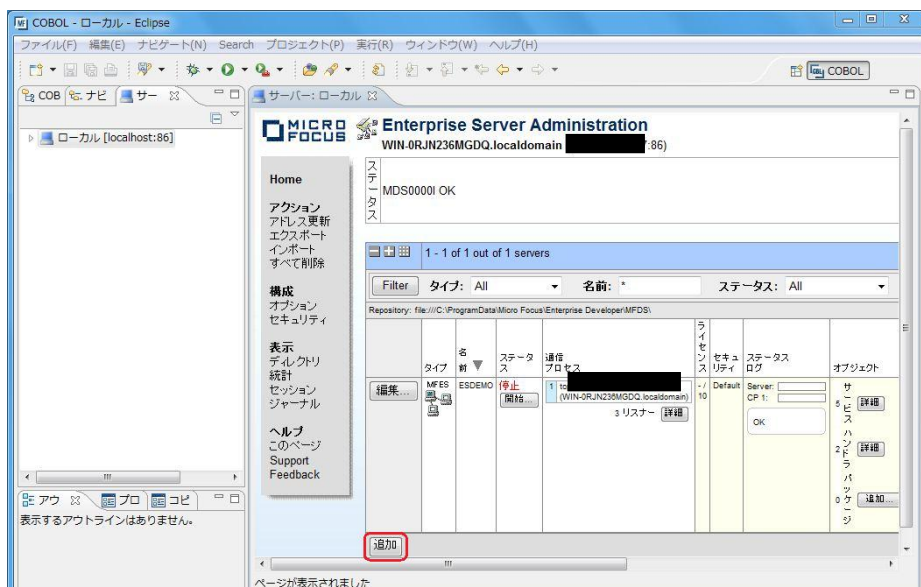 COBOL - ローカル - Eclipse
ファイル(F) 編集(E) ナビゲート(N) Search プロジェクト(P) 実行(R) ウィンドウ(W) ヘルプ(H)
COBOL
COB ナビ サー
サーバー: ローカル
ローカル [localhost:86]
MICRO FOCUS
Enterprise Server Administration
WIN-0RJN236MGDQ.localdomain :86)
Home
アクション
アドレス更新
エクスポート
インポート
すべて削除
構成
オプション
セキュリティ
表示
ディレクトリ
統計
セッション
ジャーナル
ヘルプ
このページ
Support
Feedback
ステータス
MDS0000I OK
1 - 1 of 1 out of 1 servers
Filter タイプ: All 名前: * ステータス: All
Repository: file:///C:\ProgramData\Micro Focus\Enterprise Developer\MFDS\
タイプ 名前 ステータス 通信プロセス ライセンス セキュリティ ステータスログ オブジェクト
編集... MFES ESDEMO 停止 開始...
1
(WIN-0RJN236MGDQ.localdomain)
3 リスナー 詳細
- / 10
Default
Server:
CP 1:
OK
5 サービス 詳細
2 ハンドラ 詳細
0 パッケージ 追加...
追加
アウ プロ コピ
表示するアウトラインはありません。
ページが表示されました